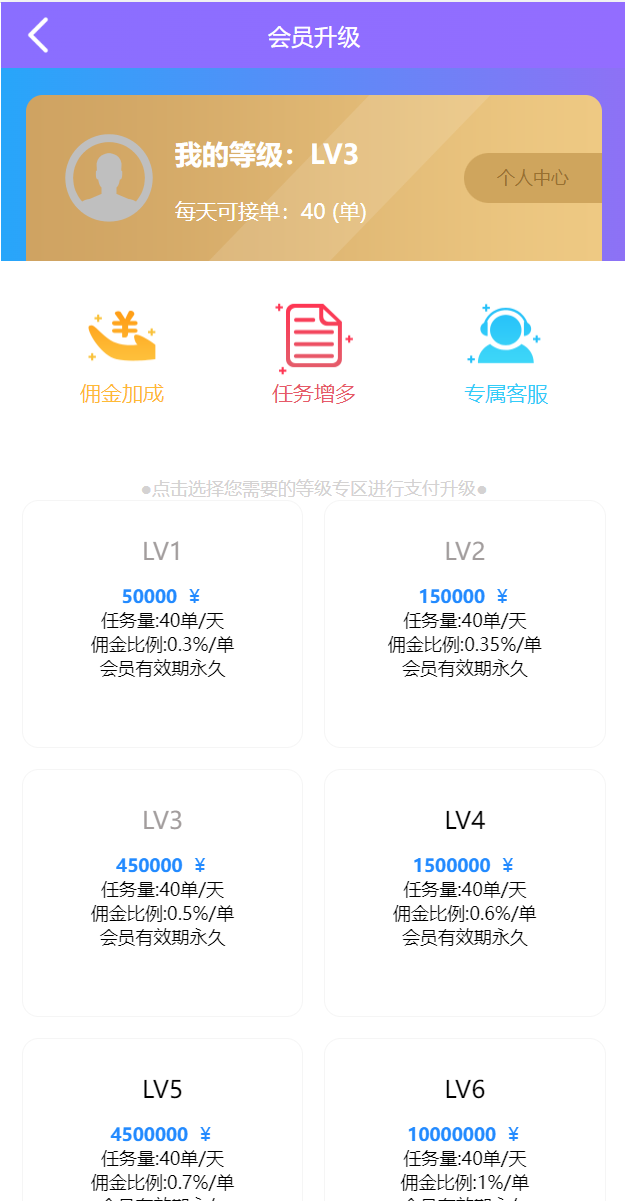 会员升级
我的等级：LV3
每天可接单：40 (单)
个人中心
佣金加成
任务增多
专属客服
●点击选择您需要的等级专区进行支付升级●
LV1
50000 ￥
任务量:40单/天
佣金比例:0.3%/单
会员有效期永久
LV2
150000 ￥
任务量:40单/天
佣金比例:0.35%/单
会员有效期永久
LV3
450000 ￥
任务量:40单/天
佣金比例:0.5%/单
会员有效期永久
LV4
1500000 ￥
任务量:40单/天
佣金比例:0.6%/单
会员有效期永久
LV5
4500000 ￥
任务量:40单/天
佣金比例:0.7%/单
LV6
10000000 ￥
任务量:40单/天
佣金比例:1%/单